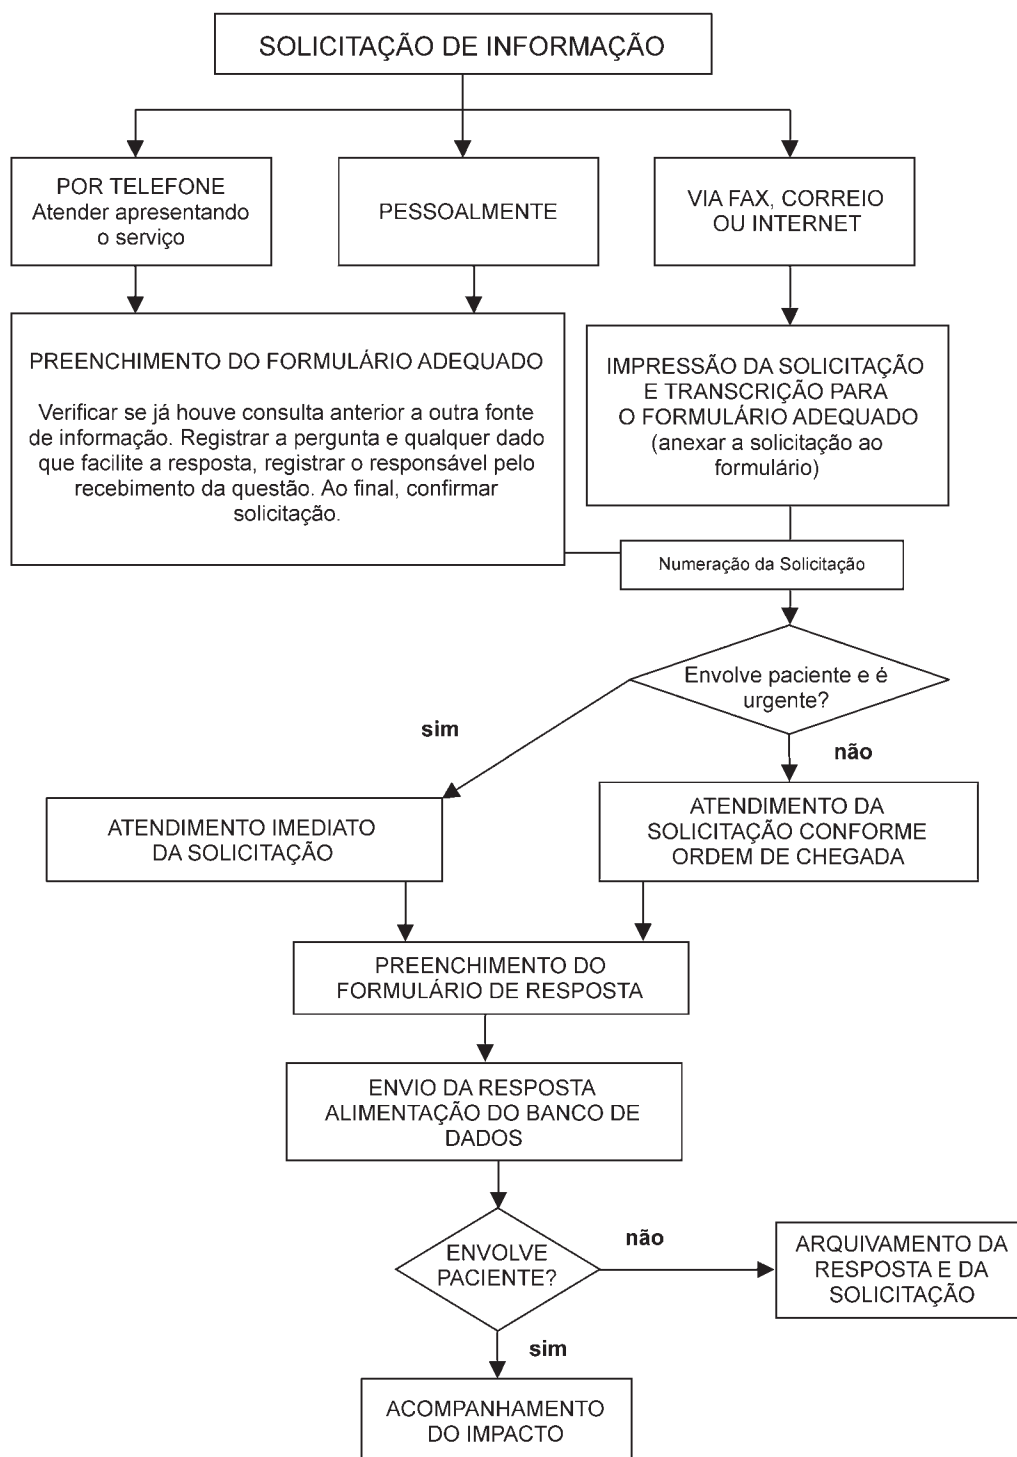 SOLICITAÇÃO DE INFORMAÇÃO
POR TELEFONE
Atender apresentando
o serviço
PESSOALMENTE
VIA FAX, CORREIO
OU INTERNET
PREENCHIMENTO DO FORMULÁRIO ADEQUADO
Verificar se já houve consulta anterior a outra fonte
de informação. Registrar a pergunta e qualquer dado
que facilite a resposta, registrar o responsável pelo
recebimento da questão. Ao final, confirmar
solicitação.
IMPRESSÃO DA SOLICITAÇÃO
E TRANSCRIÇÃO PARA
O FORMULÁRIO ADEQUADO
(anexar a solicitação ao
formulário)
Numeração da Solicitação
Envolve paciente e é
urgente?
sim
não
ATENDIMENTO IMEDIATO
DA SOLICITAÇÃO
ATENDIMENTO DA
SOLICITAÇÃO CONFORME
ORDEM DE CHEGADA
PREENCHIMENTO DO
FORMULÁRIO DE RESPOSTA
ENVIO DA RESPOSTA
ALIMENTAÇÃO DO BANCO DE
DADOS
ENVOLVE
PACIENTE?
não
ARQUIVAMENTO DA
RESPOSTA E DA
SOLICITAÇÃO
sim
ACOMPANHAMENTO
DO IMPACTO